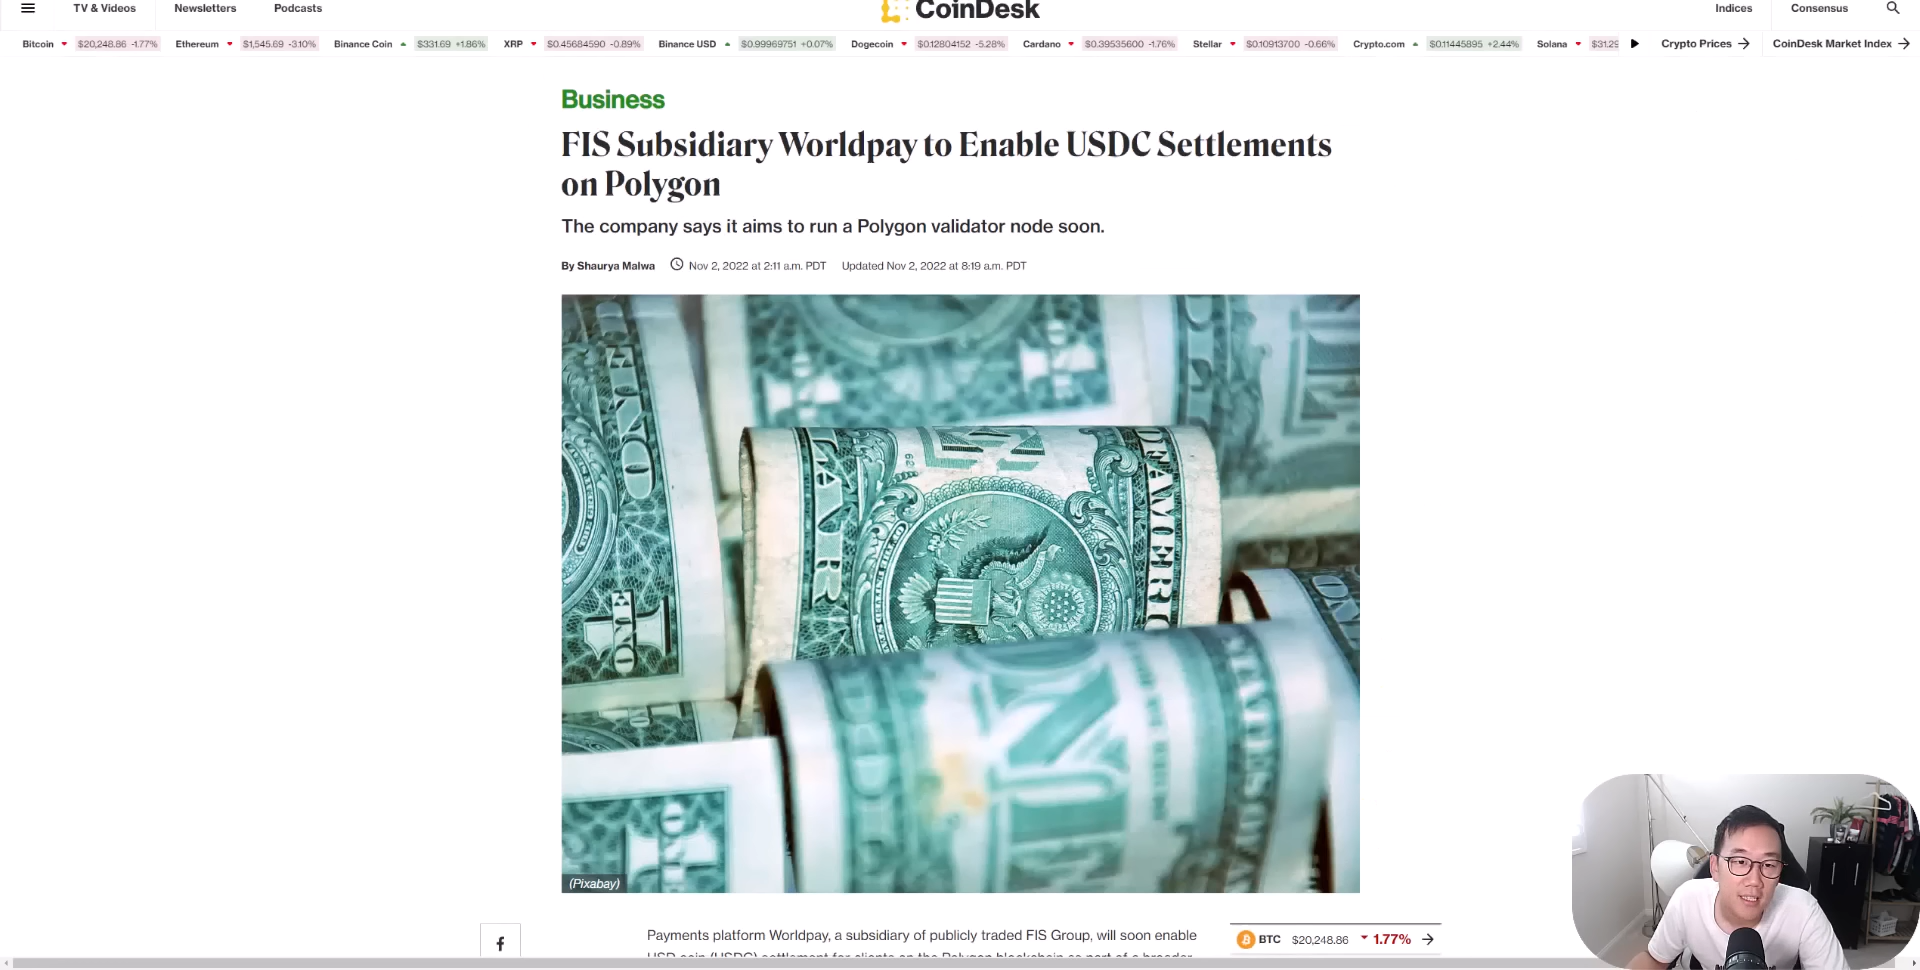 TV & Videos
Newsletters
Podcasts
CoinDesk
Indices
Consensus
Bitcoin $20,248.86 -1.77% Ethereum $1,545.69 -3.10% Binance Coin $331.69 +1.86% XRP $0.45684590 -0.89% Binance USD $0.99969751 +0.07% Dogecoin $0.12804152 -5.28% Cardano $0.39535600 -1.76% Stellar $0.10913700 -0.66% Crypto.com $0.11445895 +2.44% Solana $31.29 Crypto Prices CoinDesk Market Index
Business
FIS Subsidiary Worldpay to Enable USDC Settlements
on Polygon
The company says it aims to run a Polygon validator node soon.
By Shaurya Malwa Nov 2, 2022 at 2:11 a.m. PDT Updated Nov 2, 2022 at 8:19 a.m. PDT
(Pixabay)
Payments platform Worldpay, a subsidiary of publicly traded FIS Group, will soon enable
USD coin (USDC) settlement for clients on the Polygon blockchain as part of a broader
BTC $20,248.86 1.77%